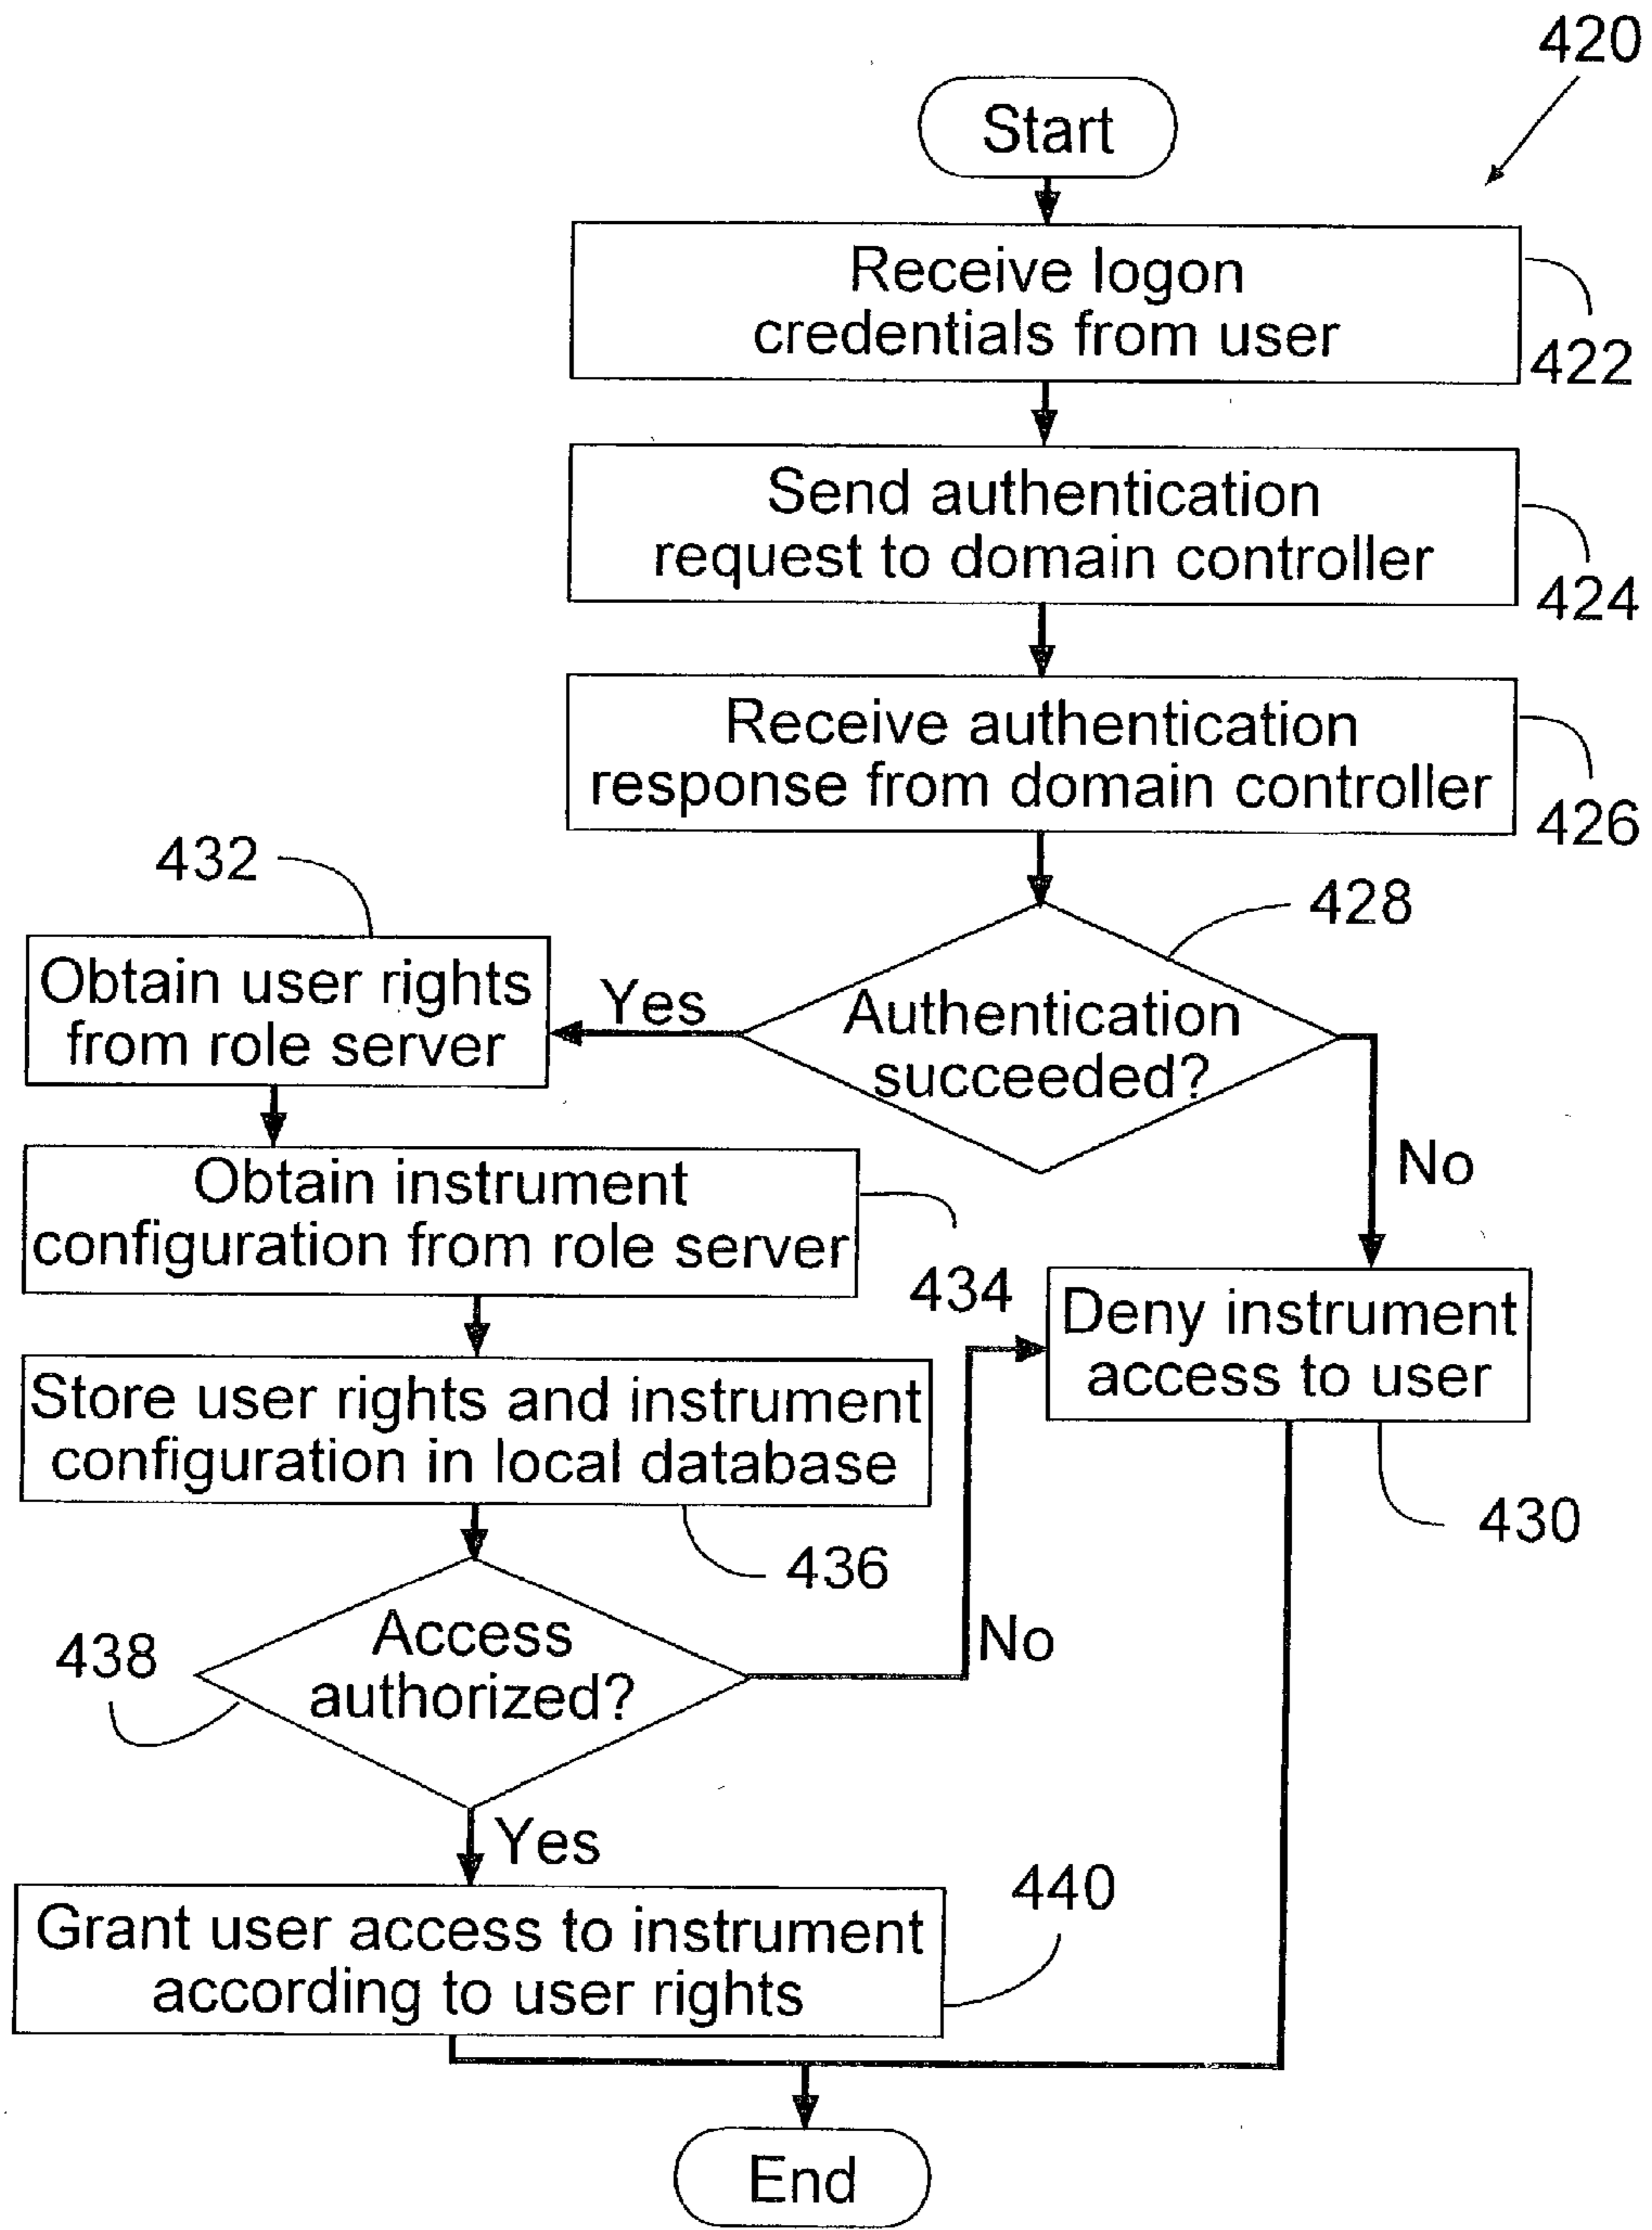 420
Start
Receive logon
credentials from user
422
Send authentication
request to domain controller
424
Receive authentication
response from domain controller
426
432
428
Obtain user rights
from role server
Yes
Authentication
succeeded?
No
Obtain instrument
configuration from role server
434
Deny instrument
access to user
430
Store user rights and instrument
configuration in local database
436
438
Access
authorized?
No
Yes
440
Grant user access to instrument
according to user rights
End